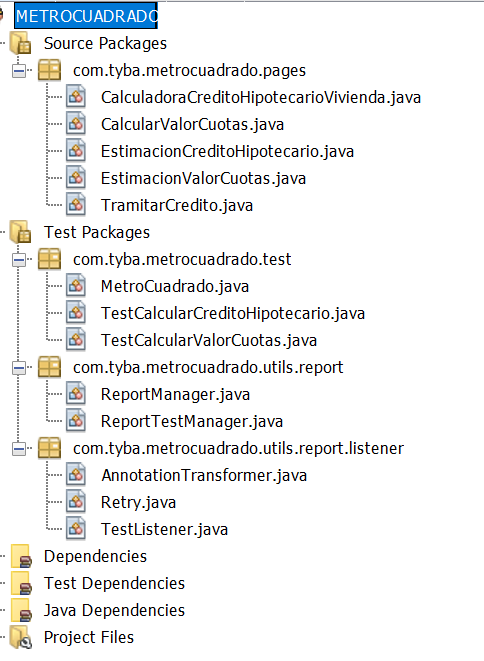 METROCUADRADO
Source Packages
com.tyba.metrocuadrado.pages
CalculadoraCreditoHipotecarioVivienda.java
CalcularValorCuotas.java
EstimacionCreditoHipotecario.java
EstimacionValorCuotas.java
TramitarCredito.java
Test Packages
com.tyba.metrocuadrado.test
MetroCuadrado.java
TestCalcularCreditoHipotecario.java
TestCalcularValorCuotas.java
com.tyba.metrocuadrado.utils.report
ReportManager.java
ReportTestManager.java
com.tyba.metrocuadrado.utils.report.listener
AnnotationTransformer.java
Retry.java
TestListener.java
Dependencies
Test Dependencies
Java Dependencies
Project Files